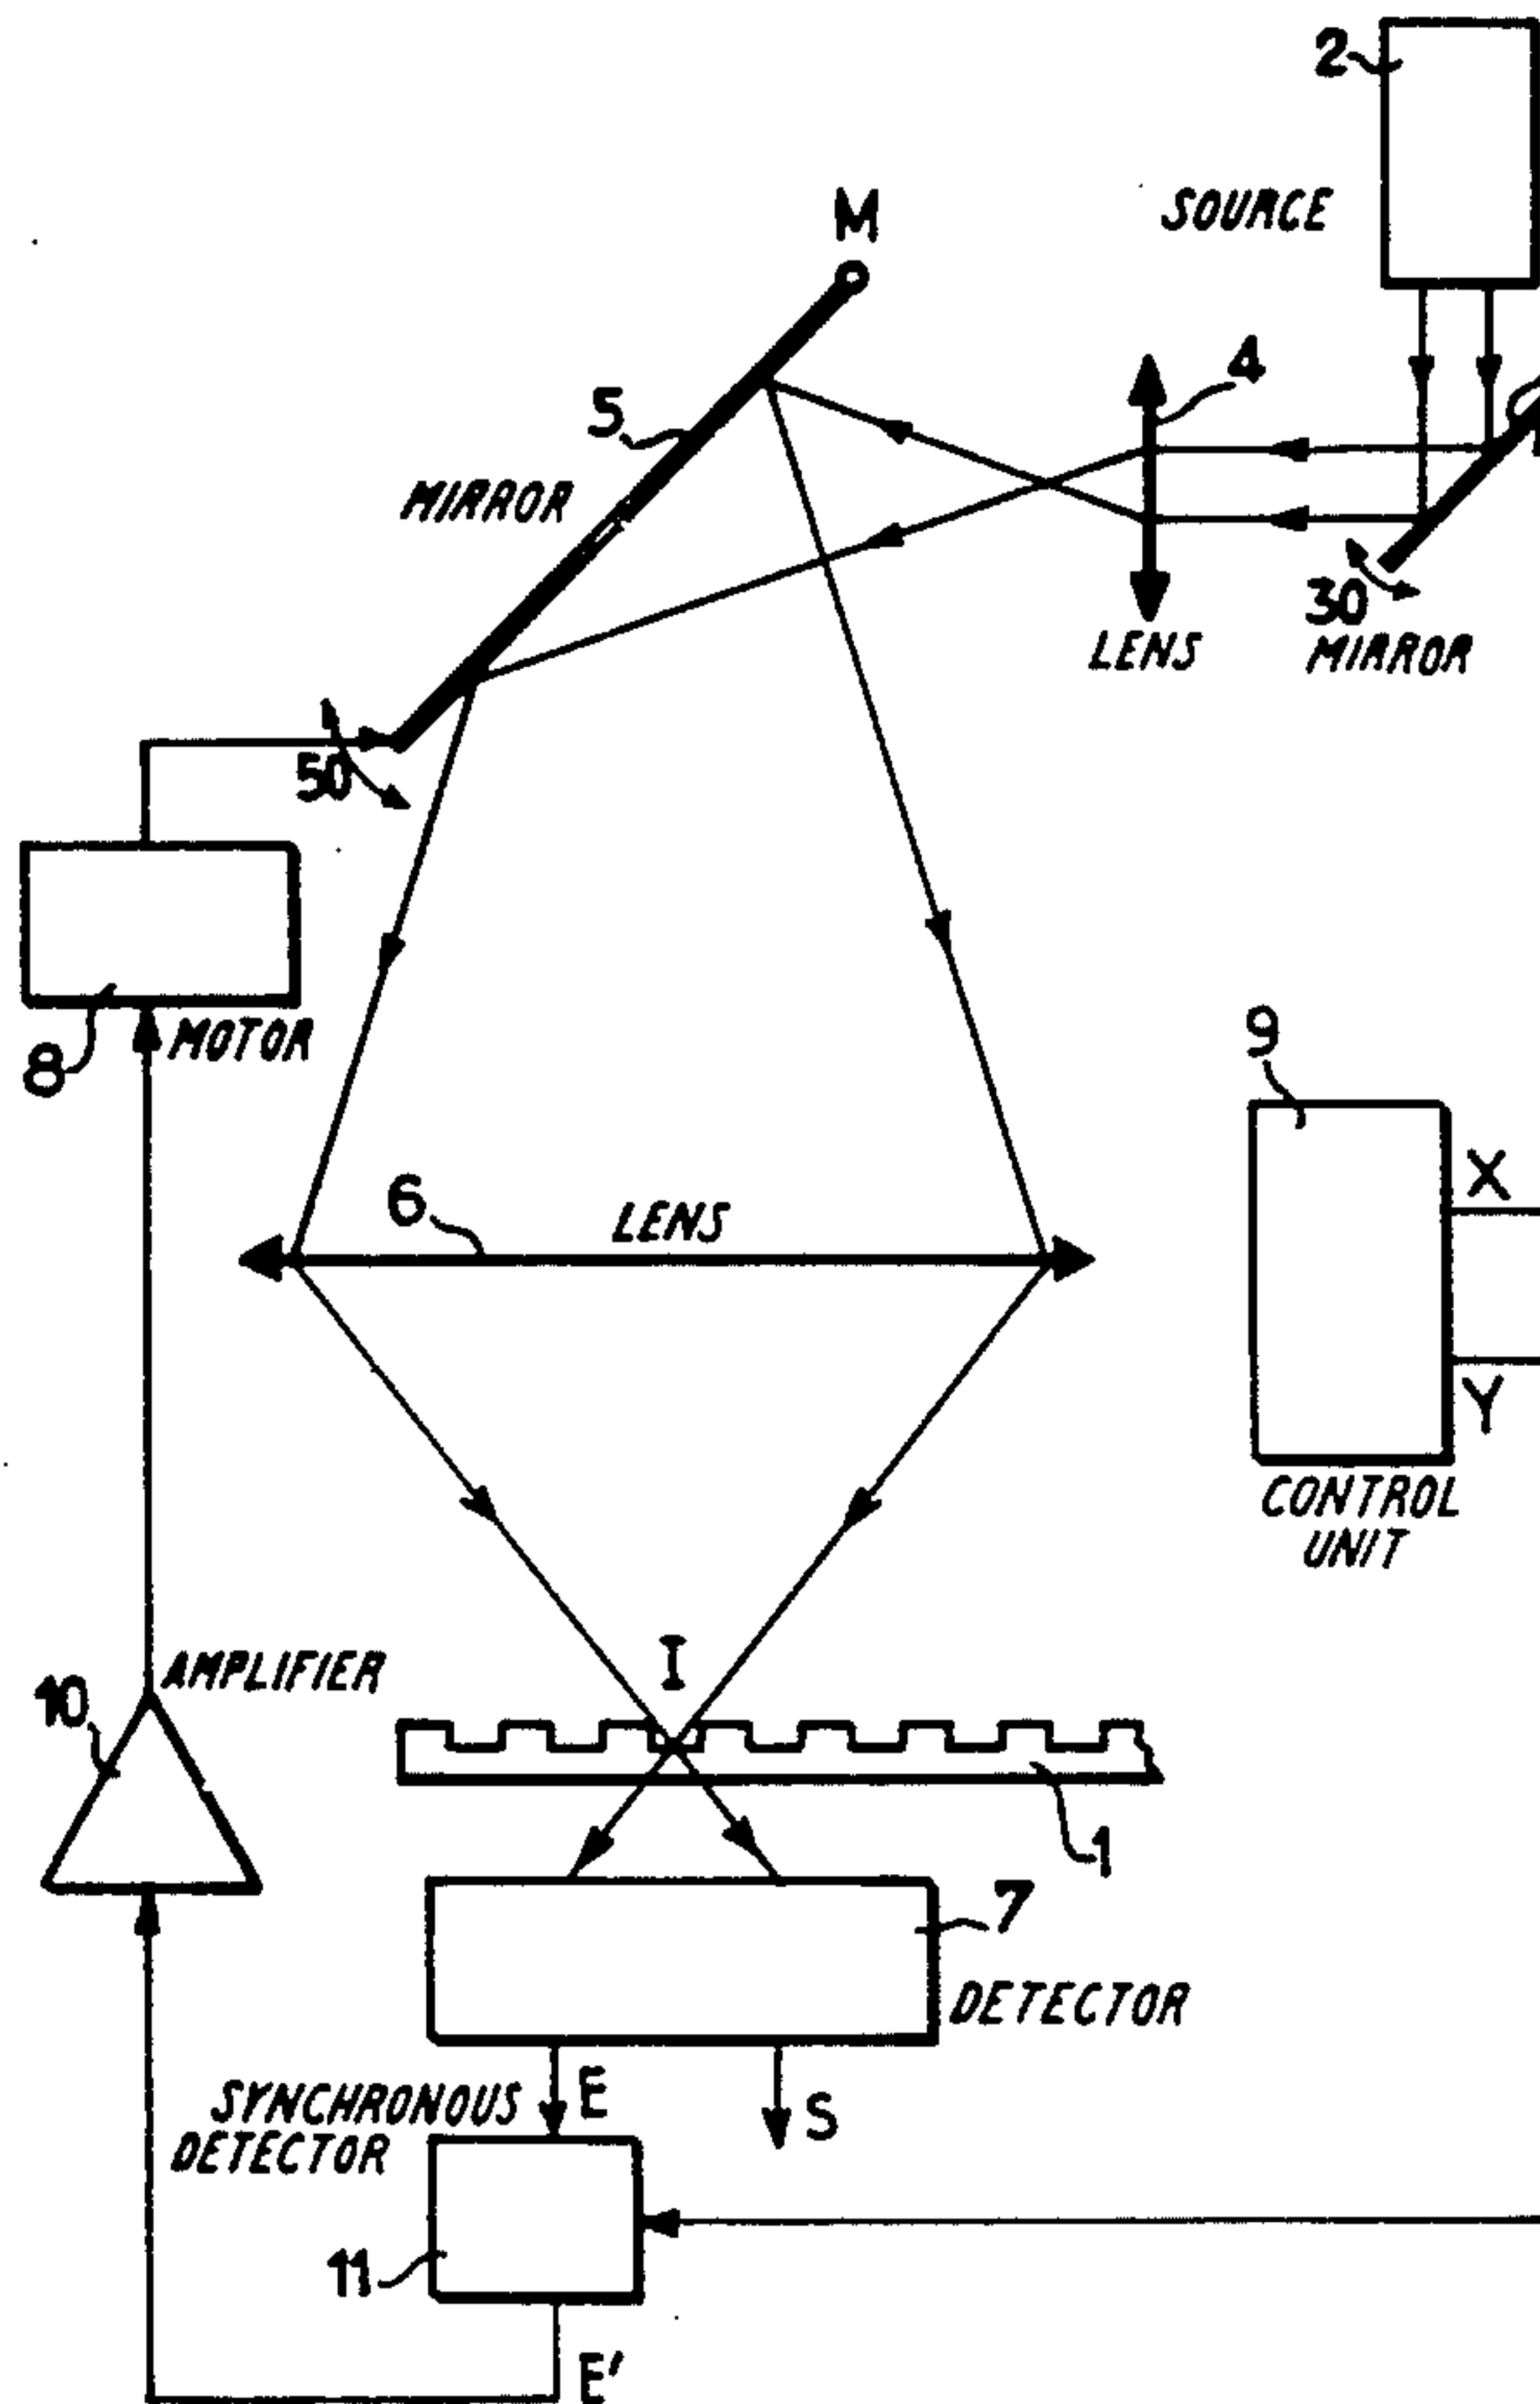 2
SOURCE
M
4
5
MIRROR
LENS
30
MIRROR
50
8
MOTOR
9
X
Y
CONTROL
UNIT
6
LENS
10
AMPLIFIER
I
1
7
DETECTOR
E
S
SYNCHRONOUS
DETECTOR
11
E'